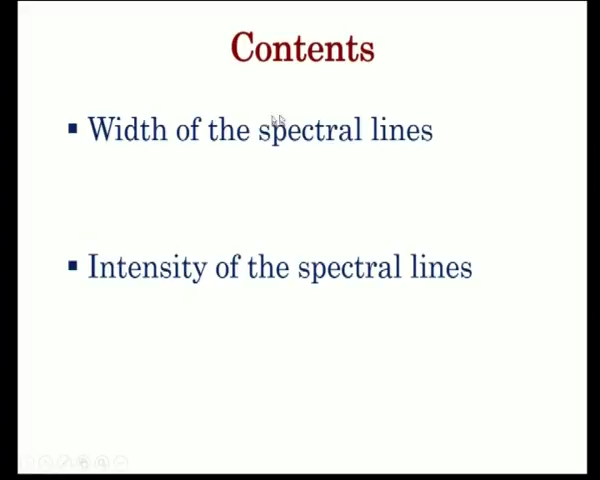 Contents
▪ Width of the spectral lines
▪ Intensity of the spectral lines